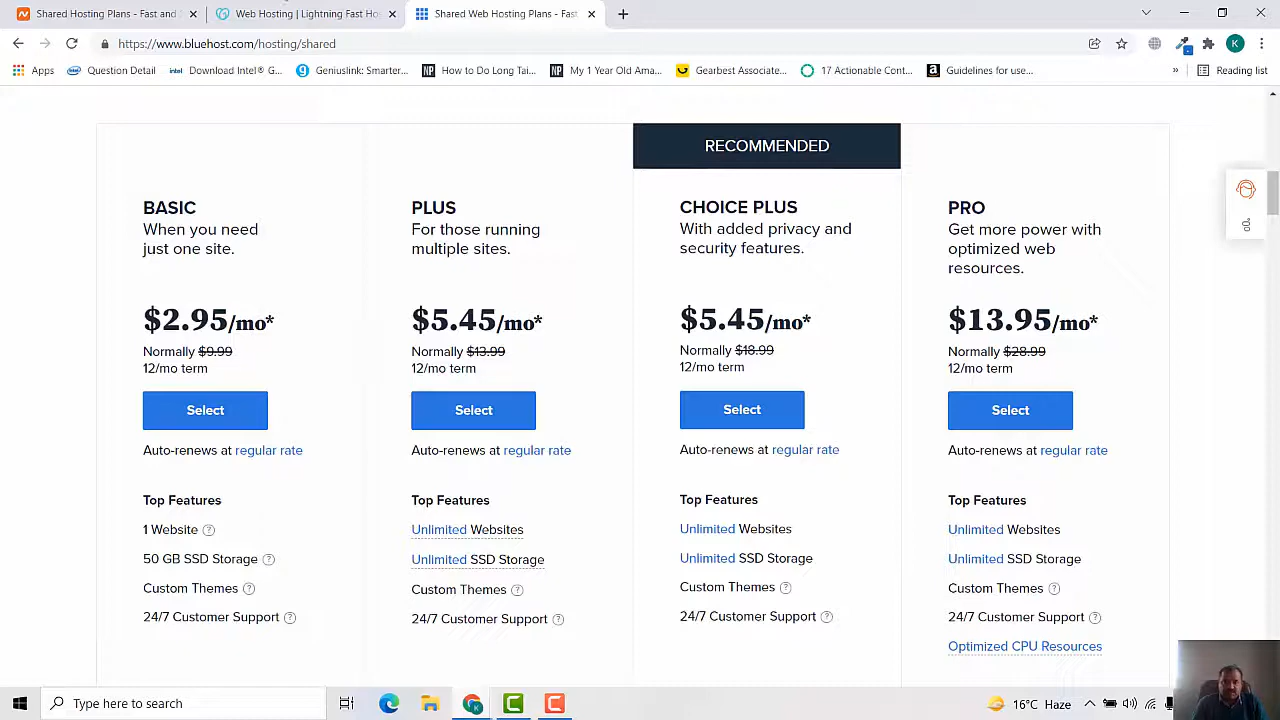 Shared Hosting Plans - Fast and
Web Hosting | Lightning Fast Hos
Shared Web Hosting Plans - Fast
https://www.bluehost.com/hosting/shared
K
Apps
Question Detail
Download Intel® G...
Geniuslink: Smarter...
How to Do Long Tai...
My 1 Year Old Ama...
Gearbest Associate...
17 Actionable Cont...
Guidelines for use...
»
Reading list
RECOMMENDED
BASIC
When you need
just one site.
$2.95/mo*
Normally $9.99
12/mo term
Select
Auto-renews at regular rate
Top Features
1 Website
50 GB SSD Storage
Custom Themes
24/7 Customer Support
PLUS
For those running
multiple sites.
$5.45/mo*
Normally $13.99
12/mo term
Select
Auto-renews at regular rate
Top Features
Unlimited Websites
Unlimited SSD Storage
Custom Themes
24/7 Customer Support
CHOICE PLUS
With added privacy and
security features.
$5.45/mo*
Normally $18.99
12/mo term
Select
Auto-renews at regular rate
Top Features
Unlimited Websites
Unlimited SSD Storage
Custom Themes
24/7 Customer Support
PRO
Get more power with
optimized web
resources.
$13.95/mo*
Normally $28.99
12/mo term
Select
Auto-renews at regular rate
Top Features
Unlimited Websites
Unlimited SSD Storage
Custom Themes
24/7 Customer Support
Optimized CPU Resources
Type here to search
16°C Haze